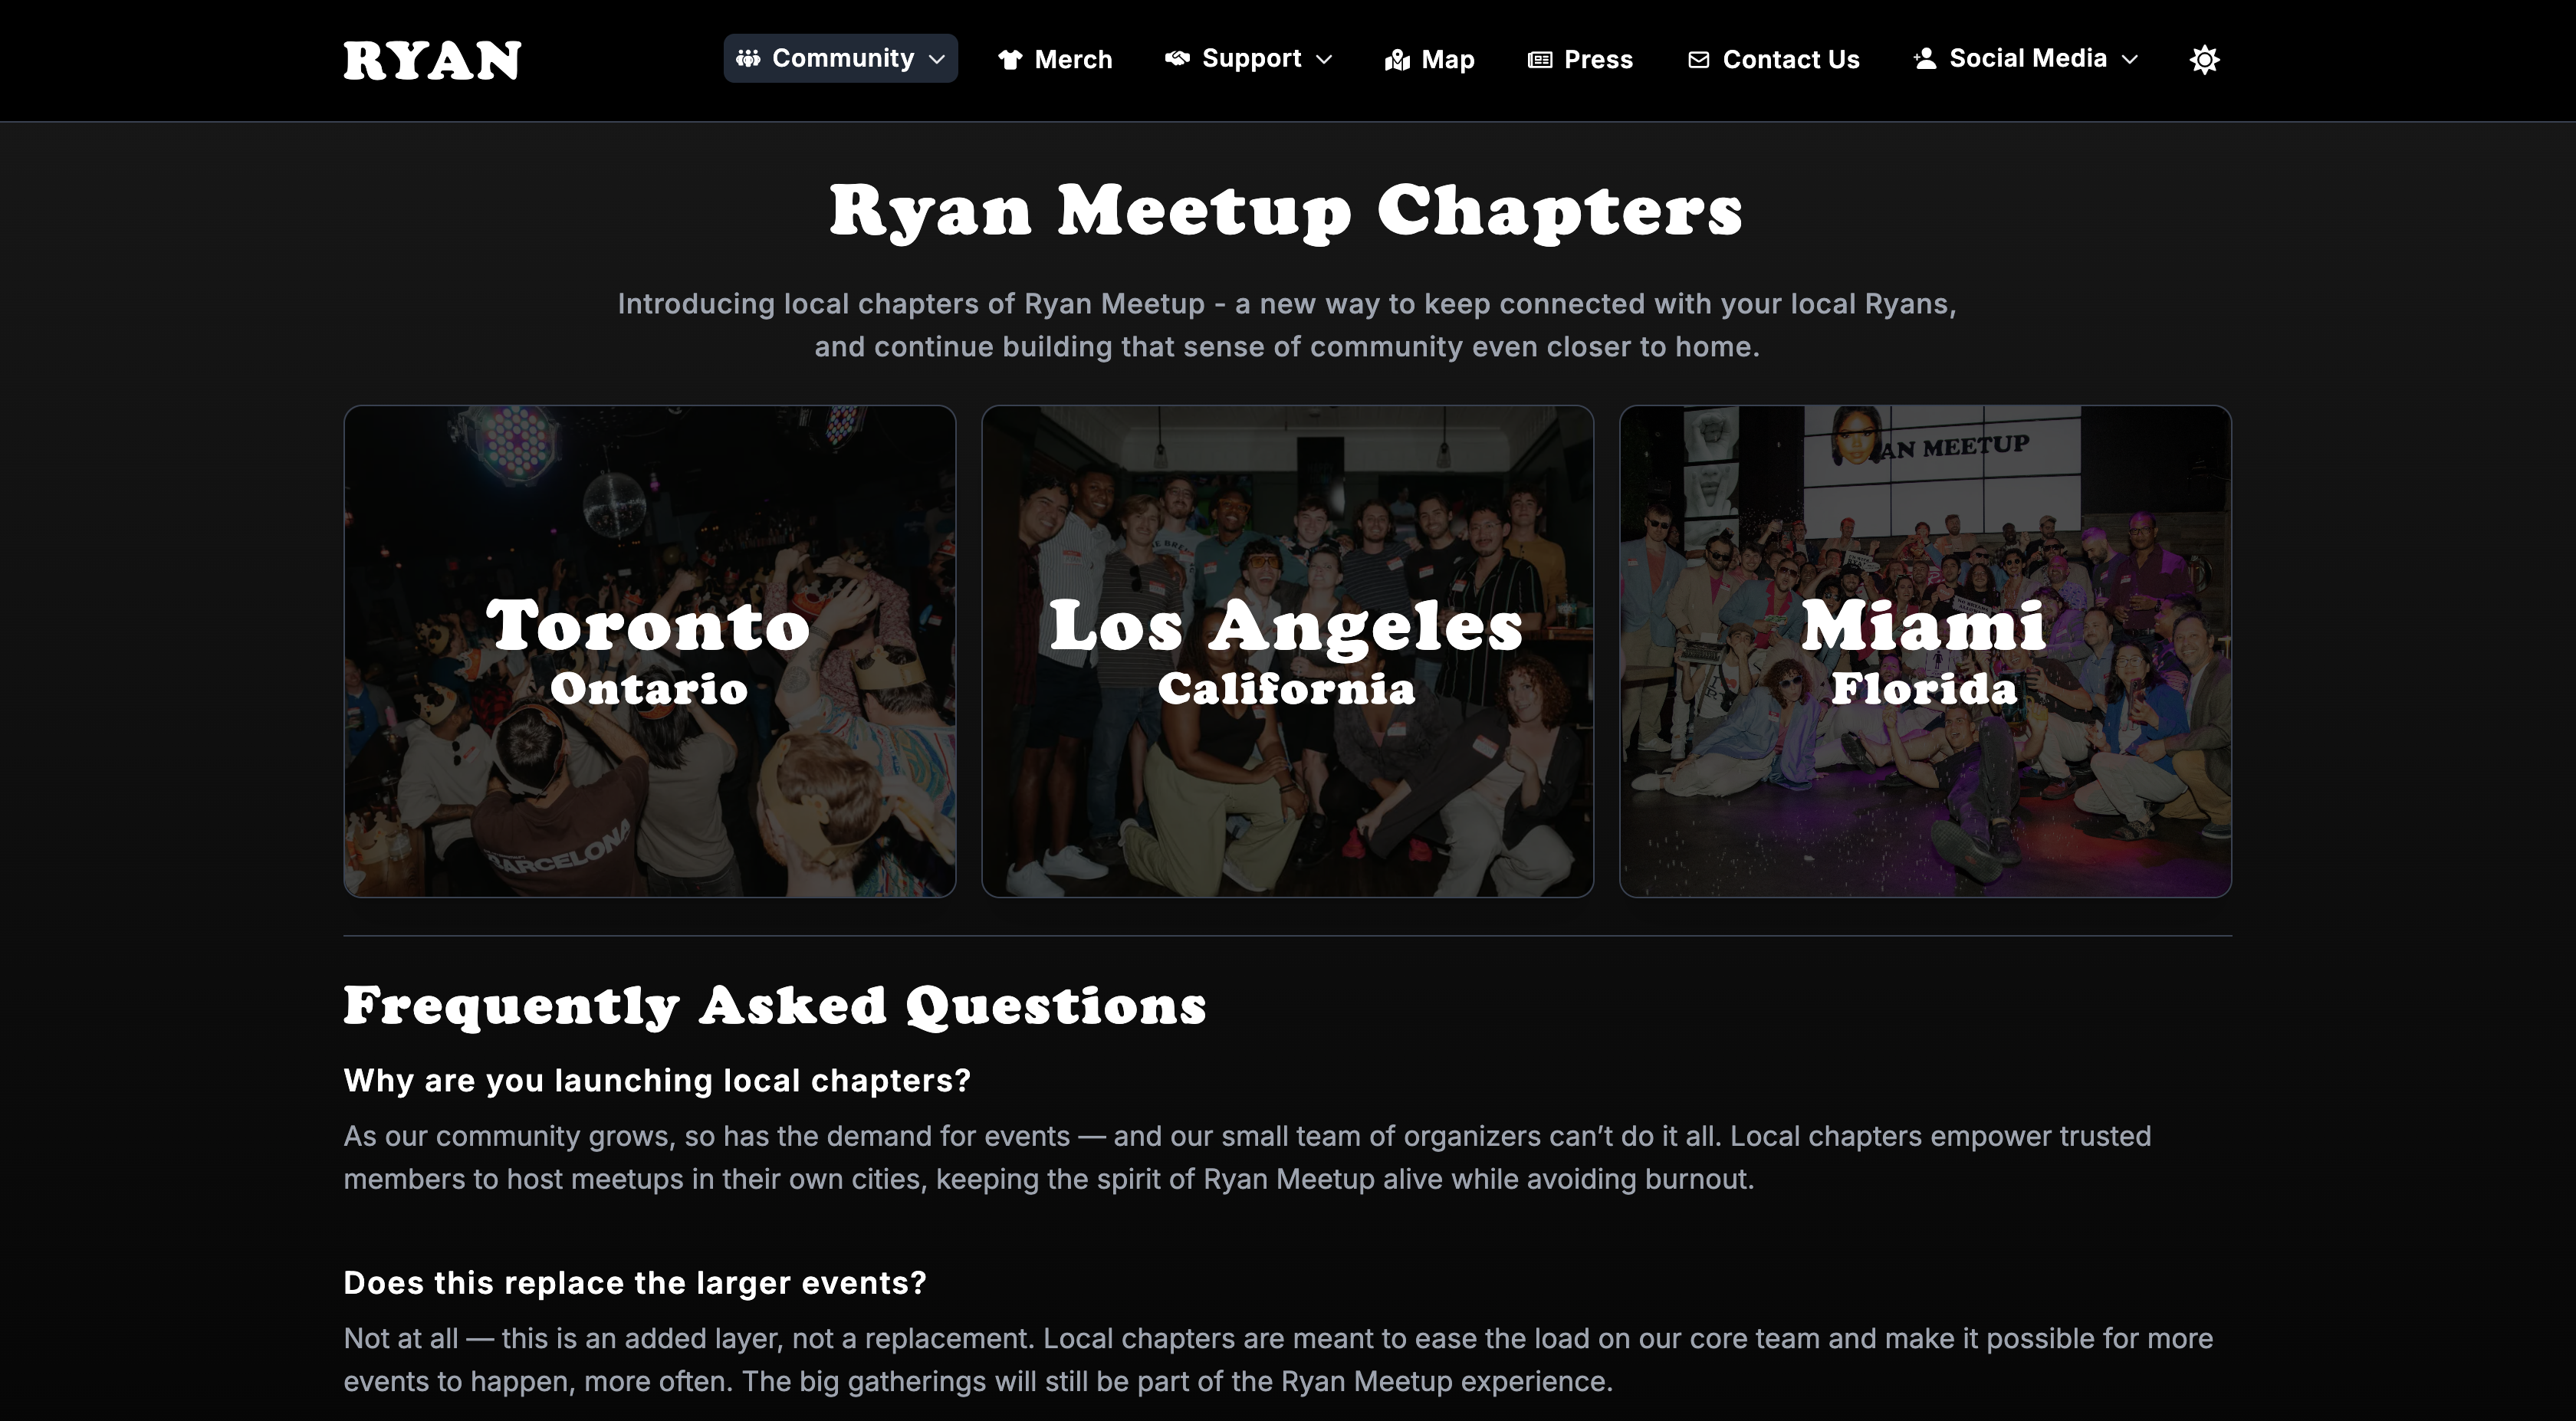 RYAN
Community
Merch
Support
Map
Press
Contact Us
Social Media
Ryan Meetup Chapters
Introducing local chapters of Ryan Meetup - a new way to keep connected with your local Ryans,
and continue building that sense of community even closer to home.
AN MEETUP
Toronto
Ontario
BARCELONA
Los Angeles
California
Miami
Florida
Frequently Asked Questions
Why are you launching local chapters?
As our community grows, so has the demand for events — and our small team of organizers can’t do it all. Local chapters empower trusted
members to host meetups in their own cities, keeping the spirit of Ryan Meetup alive while avoiding burnout.
Does this replace the larger events?
Not at all — this is an added layer, not a replacement. Local chapters are meant to ease the load on our core team and make it possible for more
events to happen, more often. The big gatherings will still be part of the Ryan Meetup experience.